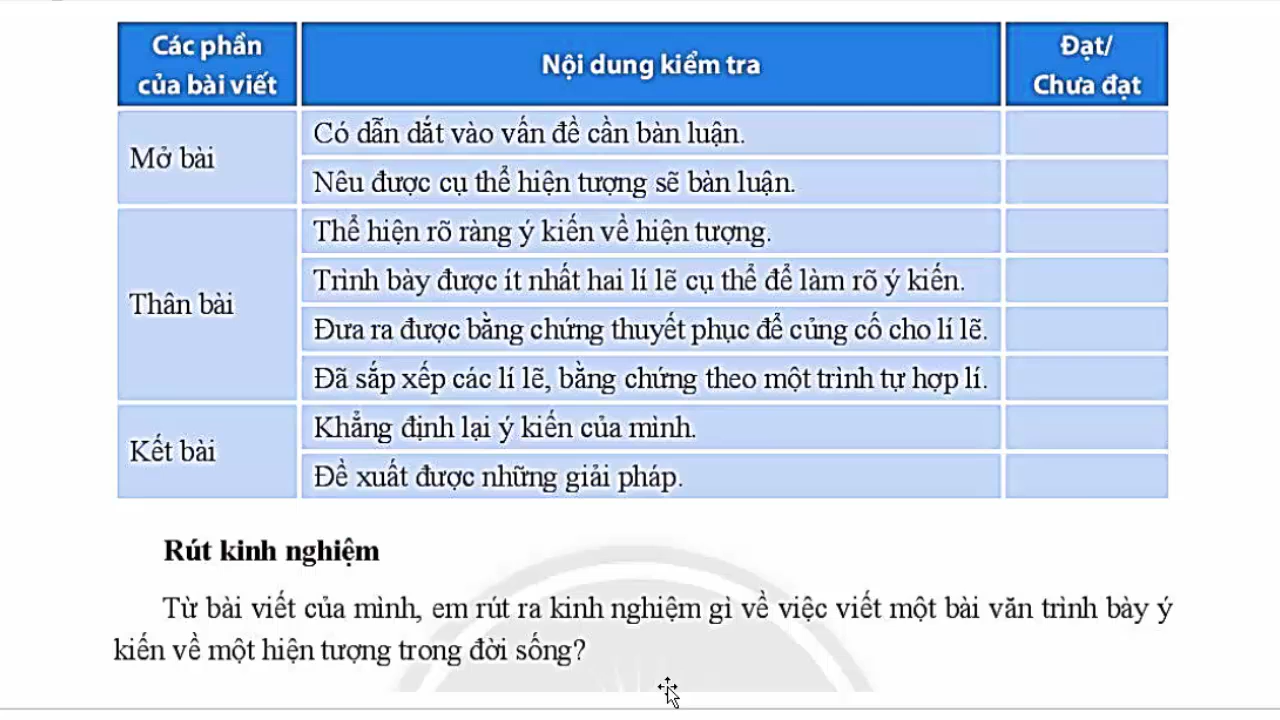 Các phần
của bài viết
Nội dung kiểm tra
Đạt/
Chưa đạt
Mở bài
Có dẫn dắt vào vấn đề cần bàn luận.
Nêu được cụ thể hiện tượng sẽ bàn luận.
Thân bài
Thể hiện rõ ràng ý kiến về hiện tượng.
Trình bày được ít nhất hai lí lẽ cụ thể để làm rõ ý kiến.
Đưa ra được bằng chứng thuyết phục để củng cố cho lí lẽ.
Đã sắp xếp các lí lẽ, bằng chứng theo một trình tự hợp lí.
Kết bài
Khẳng định lại ý kiến của mình.
Đề xuất được những giải pháp.
Rút kinh nghiệm
Từ bài viết của mình, em rút ra kinh nghiệm gì về việc viết một bài văn trình bày ý
kiến về một hiện tượng trong đời sống?